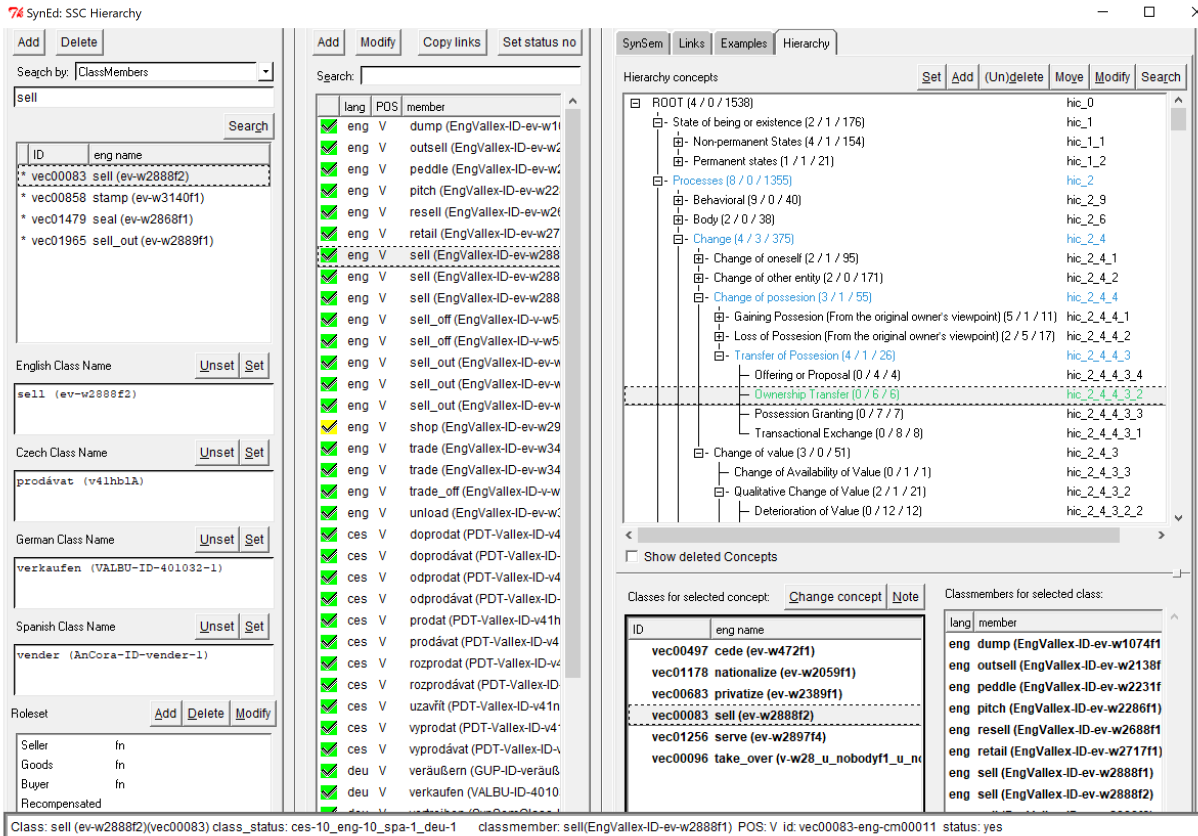 SynEd: SSC Hierarchy
Add Delete
Search by: ClassMembers
sell
Search
ID eng name
* vec00083 sell (ev-w2888f2)
* vec00858 stamp (ev-w3140f1)
* vec01479 seal (ev-w2868f1)
* vec01965 sell_out (ev-w2889f1)
English Class Name Unset Set
sell (ev-w2888f2)
Czech Class Name Unset Set
prodávat (v41hb1A)
German Class Name Unset Set
verkaufen (VALBU-ID-401032-1)
Spanish Class Name Unset Set
vender (AnCora-ID-vender-1)
Roleset Add Delete Modify
Seller fn
Goods fn
Buyer fn
Recompensated
Add Modify Copy links Set status no
Search:
lang POS member
eng V dump (EngVallex-ID-ev-w1
eng V outsell (EngVallex-ID-ev-w2
eng V peddle (EngVallex-ID-ev-w2
eng V pitch (EngVallex-ID-ev-w22
eng V resell (EngVallex-ID-ev-w26
eng V retail (EngVallex-ID-ev-w27
eng V sell (EngVallex-ID-ev-w288
eng V sell (EngVallex-ID-ev-w288
eng V sell (EngVallex-ID-ev-w288
eng V sell_off (EngVallex-ID-v-w5
eng V sell_off (EngVallex-ID-v-w5
eng V sell_out (EngVallex-ID-ev-w
eng V sell_out (EngVallex-ID-ev-w
eng V sell_out (EngVallex-ID-ev-w
eng V shop (EngVallex-ID-ev-w29
eng V trade (EngVallex-ID-ev-w34
eng V trade (EngVallex-ID-ev-w34
eng V trade_off (EngVallex-ID-v-w
eng V unload (EngVallex-ID-ev-w3
ces V doprodat (PDT-Vallex-ID-v4
ces V doprodávat (PDT-Vallex-ID-
ces V odprodat (PDT-Vallex-ID-v4
ces V odprodávat (PDT-Vallex-ID-
ces V prodat (PDT-Vallex-ID-v41h
ces V prodávat (PDT-Vallex-ID-v4
ces V rozprodat (PDT-Vallex-ID-v4
ces V rozprodávat (PDT-Vallex-ID-
ces V uzavřít (PDT-Vallex-ID-v41n
ces V vyprodat (PDT-Vallex-ID-v41
ces V vyprodávat (PDT-Vallex-ID-v
deu V veräußern (GUP-ID-veräuß
deu V verkaufen (VALBU-ID-4010
SynSem Links Examples Hierarchy
Hierarchy concepts Set Add (Un)delete Move Modify Search
ROOT (4 / 0 / 1538) hic_0
State of being or existence (2 / 1 / 176) hic_1
Non-permanent States (4 / 1 / 154) hic_1_1
Permanent states (1 / 1 / 21) hic_1_2
Processes (8 / 0 / 1355) hic_2
Behavioral (9 / 0 / 40) hic_2_9
Body (2 / 0 / 38) hic_2_6
Change (4 / 3 / 375) hic_2_4
Change of oneself (2 / 1 / 95) hic_2_4_1
Change of other entity (2 / 0 / 171) hic_2_4_2
Change of possesion (3 / 1 / 55) hic_2_4_4
Gaining Possesion (From the original owner's viewpoint) (5 / 1 / 11) hic_2_4_4_1
Loss of Possesion (From the original owner's viewpoint) (2 / 5 / 17) hic_2_4_4_2
Transfer of Possesion (4 / 1 / 26) hic_2_4_4_3
Offering or Proposal (0 / 4 / 4) hic_2_4_4_3_4
Ownership Transfer (0 / 6 / 6) hic_2_4_4_3_2
Possession Granting (0 / 7 / 7) hic_2_4_4_3_3
Transactional Exchange (0 / 8 / 8) hic_2_4_4_3_1
Change of value (3 / 0 / 51) hic_2_4_3
Change of Availability of Value (0 / 1 / 1) hic_2_4_3_3
Qualitative Change of Value (2 / 1 / 21) hic_2_4_3_2
Deterioration of Value (0 / 12 / 12) hic_2_4_3_2_2
Show deleted Concepts
Classes for selected concept: Change concept Note
ID eng name
vec00497 cede (ev-w472f1)
vec01178 nationalize (ev-w2059f1)
vec00683 privatize (ev-w2389f1)
vec00083 sell (ev-w2888f2)
vec01256 serve (ev-w2897f4)
vec00096 take_over (v-w28_u_nobodyf1_u_no
Classmembers for selected class:
lang member
eng dump (EngVallex-ID-ev-w1074f1
eng outsell (EngVallex-ID-ev-w2138f
eng peddle (EngVallex-ID-ev-w2231f
eng pitch (EngVallex-ID-ev-w2286f1)
eng resell (EngVallex-ID-ev-w2688f1
eng retail (EngVallex-ID-ev-w2717f1)
eng sell (EngVallex-ID-ev-w2888f1)
eng sell (EngVallex-ID-ev-w2888f2)
Class: sell (ev-w2888f2)(vec00083) class_status: ces-10_eng-10_spa-1_deu-1 classmember: sell(EngVallex-ID-ev-w2888f1) POS: V id: vec00083-eng-cm00011 status: yes